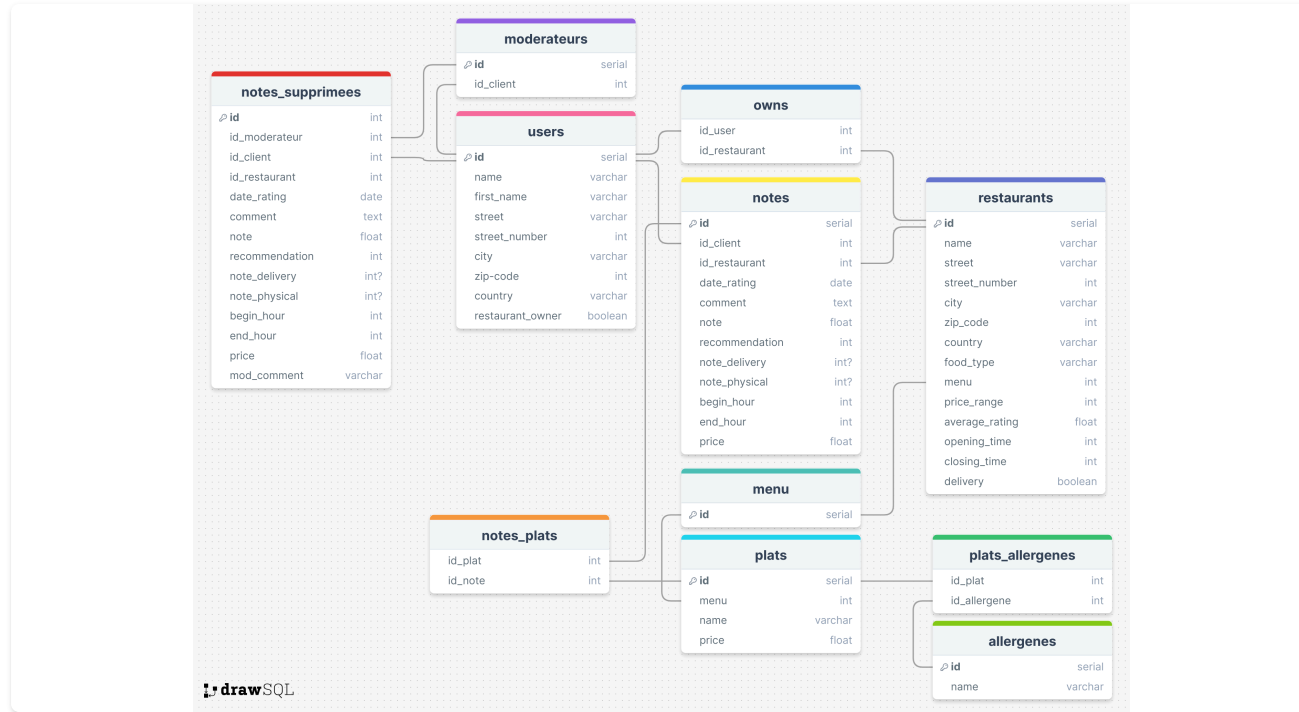 moderateurs
id serial
id_client int
notes_supprimees
id int
id_moderateur int
id_client int
id_restaurant int
date_rating date
comment text
note float
recommendation int
note_delivery int?
note_physical int?
begin_hour int
end_hour int
price float
mod_comment varchar
users
id serial
name varchar
first_name varchar
street varchar
street_number int
city varchar
zip-code int
country varchar
restaurant_owner boolean
owns
id_user int
id_restaurant int
notes
id serial
id_client int
id_restaurant int
date_rating date
comment text
note float
recommendation int
note_delivery int?
note_physical int?
begin_hour int
end_hour int
price float
restaurants
id serial
name varchar
street varchar
street_number int
city varchar
zip_code int
country varchar
food_type varchar
menu int
price_range int
average_rating float
opening_time int
closing_time int
delivery boolean
menu
id serial
notes_plats
id_plat int
id_note int
plats
id serial
menu int
name varchar
price float
plats_allergenes
id_plat int
id_allergene int
allergenes
id serial
name varchar
drawSQL